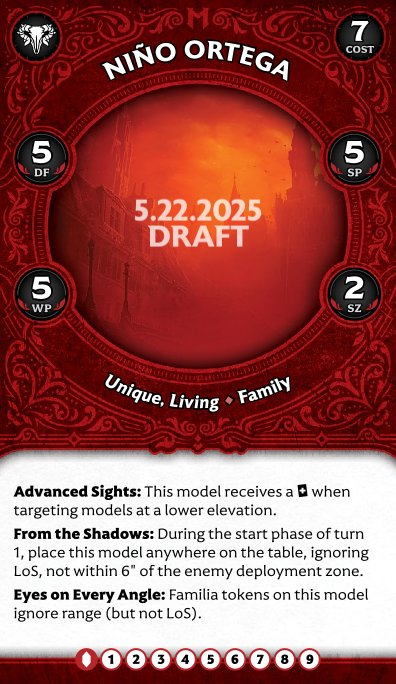 NIÑO ORTEGA
7
COST
5
DF
5
SP
5.22.2025
DRAFT
5
WP
2
SZ
Unique, Living ♦ Family
Advanced Sights: This model receives a when
targeting models at a lower elevation.
From the Shadows: During the start phase of turn
1, place this model anywhere on the table, ignoring
LoS, not within 6" of the enemy deployment zone.
Eyes on Every Angle: Familia tokens on this model
ignore range (but not LoS).
1 2 3 4 5 6 7 8 9